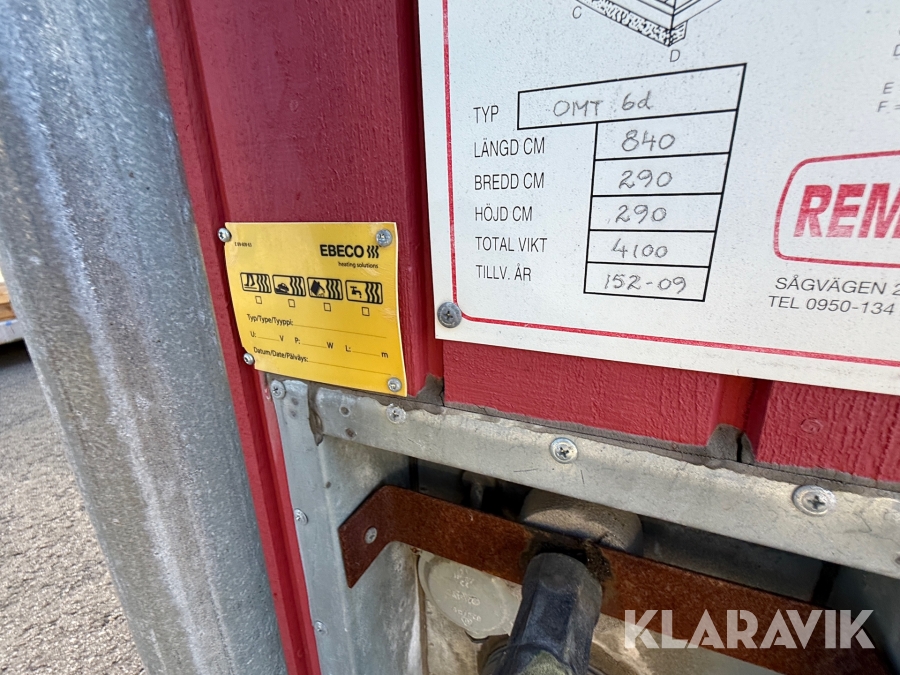 C
D
TYP OMT 6d
LÄNGD CM 840
BREDD CM 290
HÖJD CM 290
TOTAL VIKT 4100
TILLV. ÅR 152-09
E
F =
REM
SÅGVÄGEN 2
TEL 0950-134
EBECO
heating solutions
Typ/Type/Tyyppi:
U: V P: W L: m
Datum/Date/Päiväys:
KLARAVIK